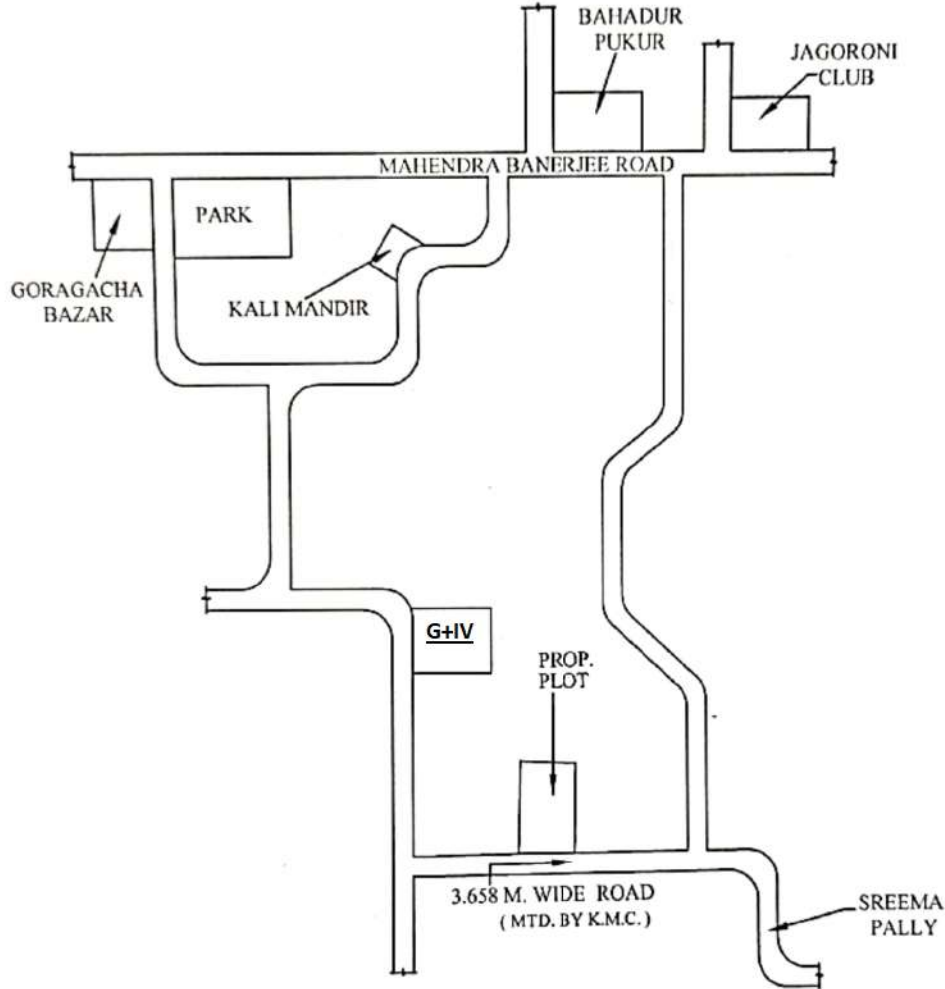 BAHADUR
PUKUR
JAGORONI
CLUB
MAHENDRA BANERJEE ROAD
PARK
GORAGACHA
BAZAR
KALI MANDIR
G+IV
PROP.
PLOT
3.658 M. WIDE ROAD
( MTD. BY K.M.C. )
SREEMA
PALLY